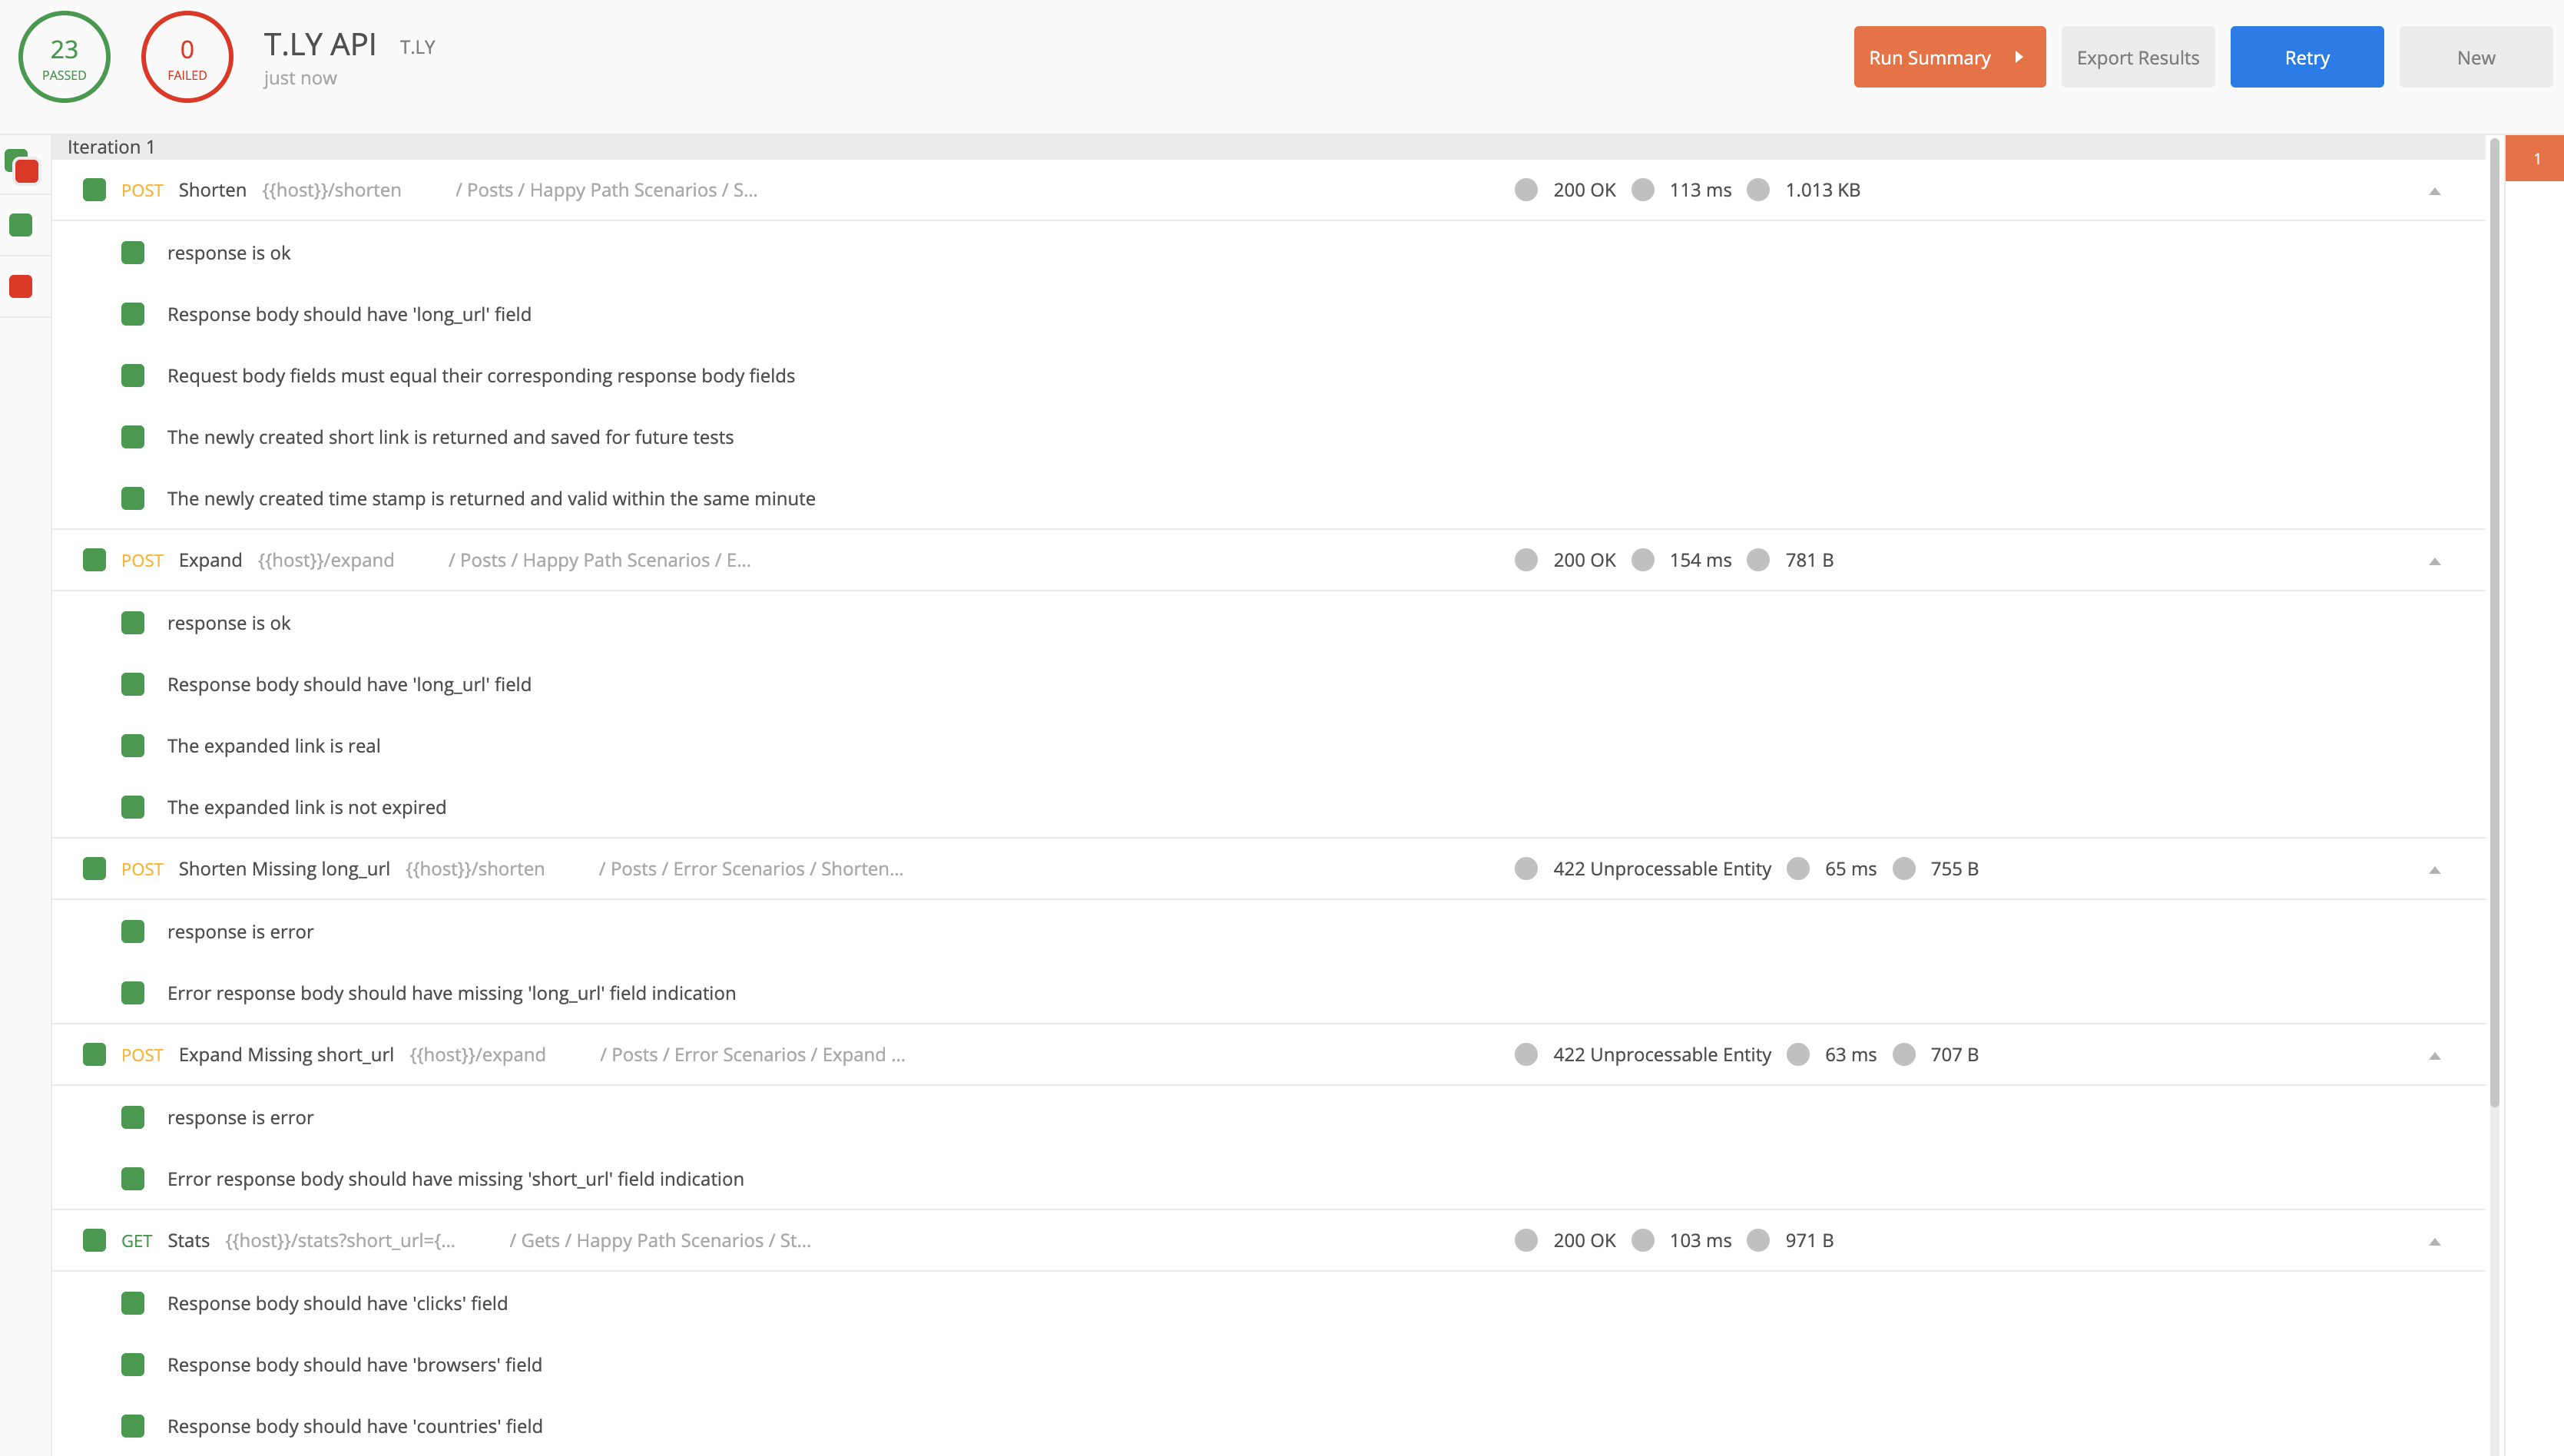 23 PASSED
0 FAILED
T.LY API T.LY
just now
Run Summary
Export Results
Retry
New
Iteration 1
1
POST Shorten {{host}}/shorten / Posts / Happy Path Scenarios / S... 200 OK 113 ms 1.013 KB
response is ok
Response body should have 'long_url' field
Request body fields must equal their corresponding response body fields
The newly created short link is returned and saved for future tests
The newly created time stamp is returned and valid within the same minute
POST Expand {{host}}/expand / Posts / Happy Path Scenarios / E... 200 OK 154 ms 781 B
response is ok
Response body should have 'long_url' field
The expanded link is real
The expanded link is not expired
POST Shorten Missing long_url {{host}}/shorten / Posts / Error Scenarios / Shorten... 422 Unprocessable Entity 65 ms 755 B
response is error
Error response body should have missing 'long_url' field indication
POST Expand Missing short_url {{host}}/expand / Posts / Error Scenarios / Expand ... 422 Unprocessable Entity 63 ms 707 B
response is error
Error response body should have missing 'short_url' field indication
GET Stats {{host}}/stats?short_url={... / Gets / Happy Path Scenarios / St... 200 OK 103 ms 971 B
Response body should have 'clicks' field
Response body should have 'browsers' field
Response body should have 'countries' field